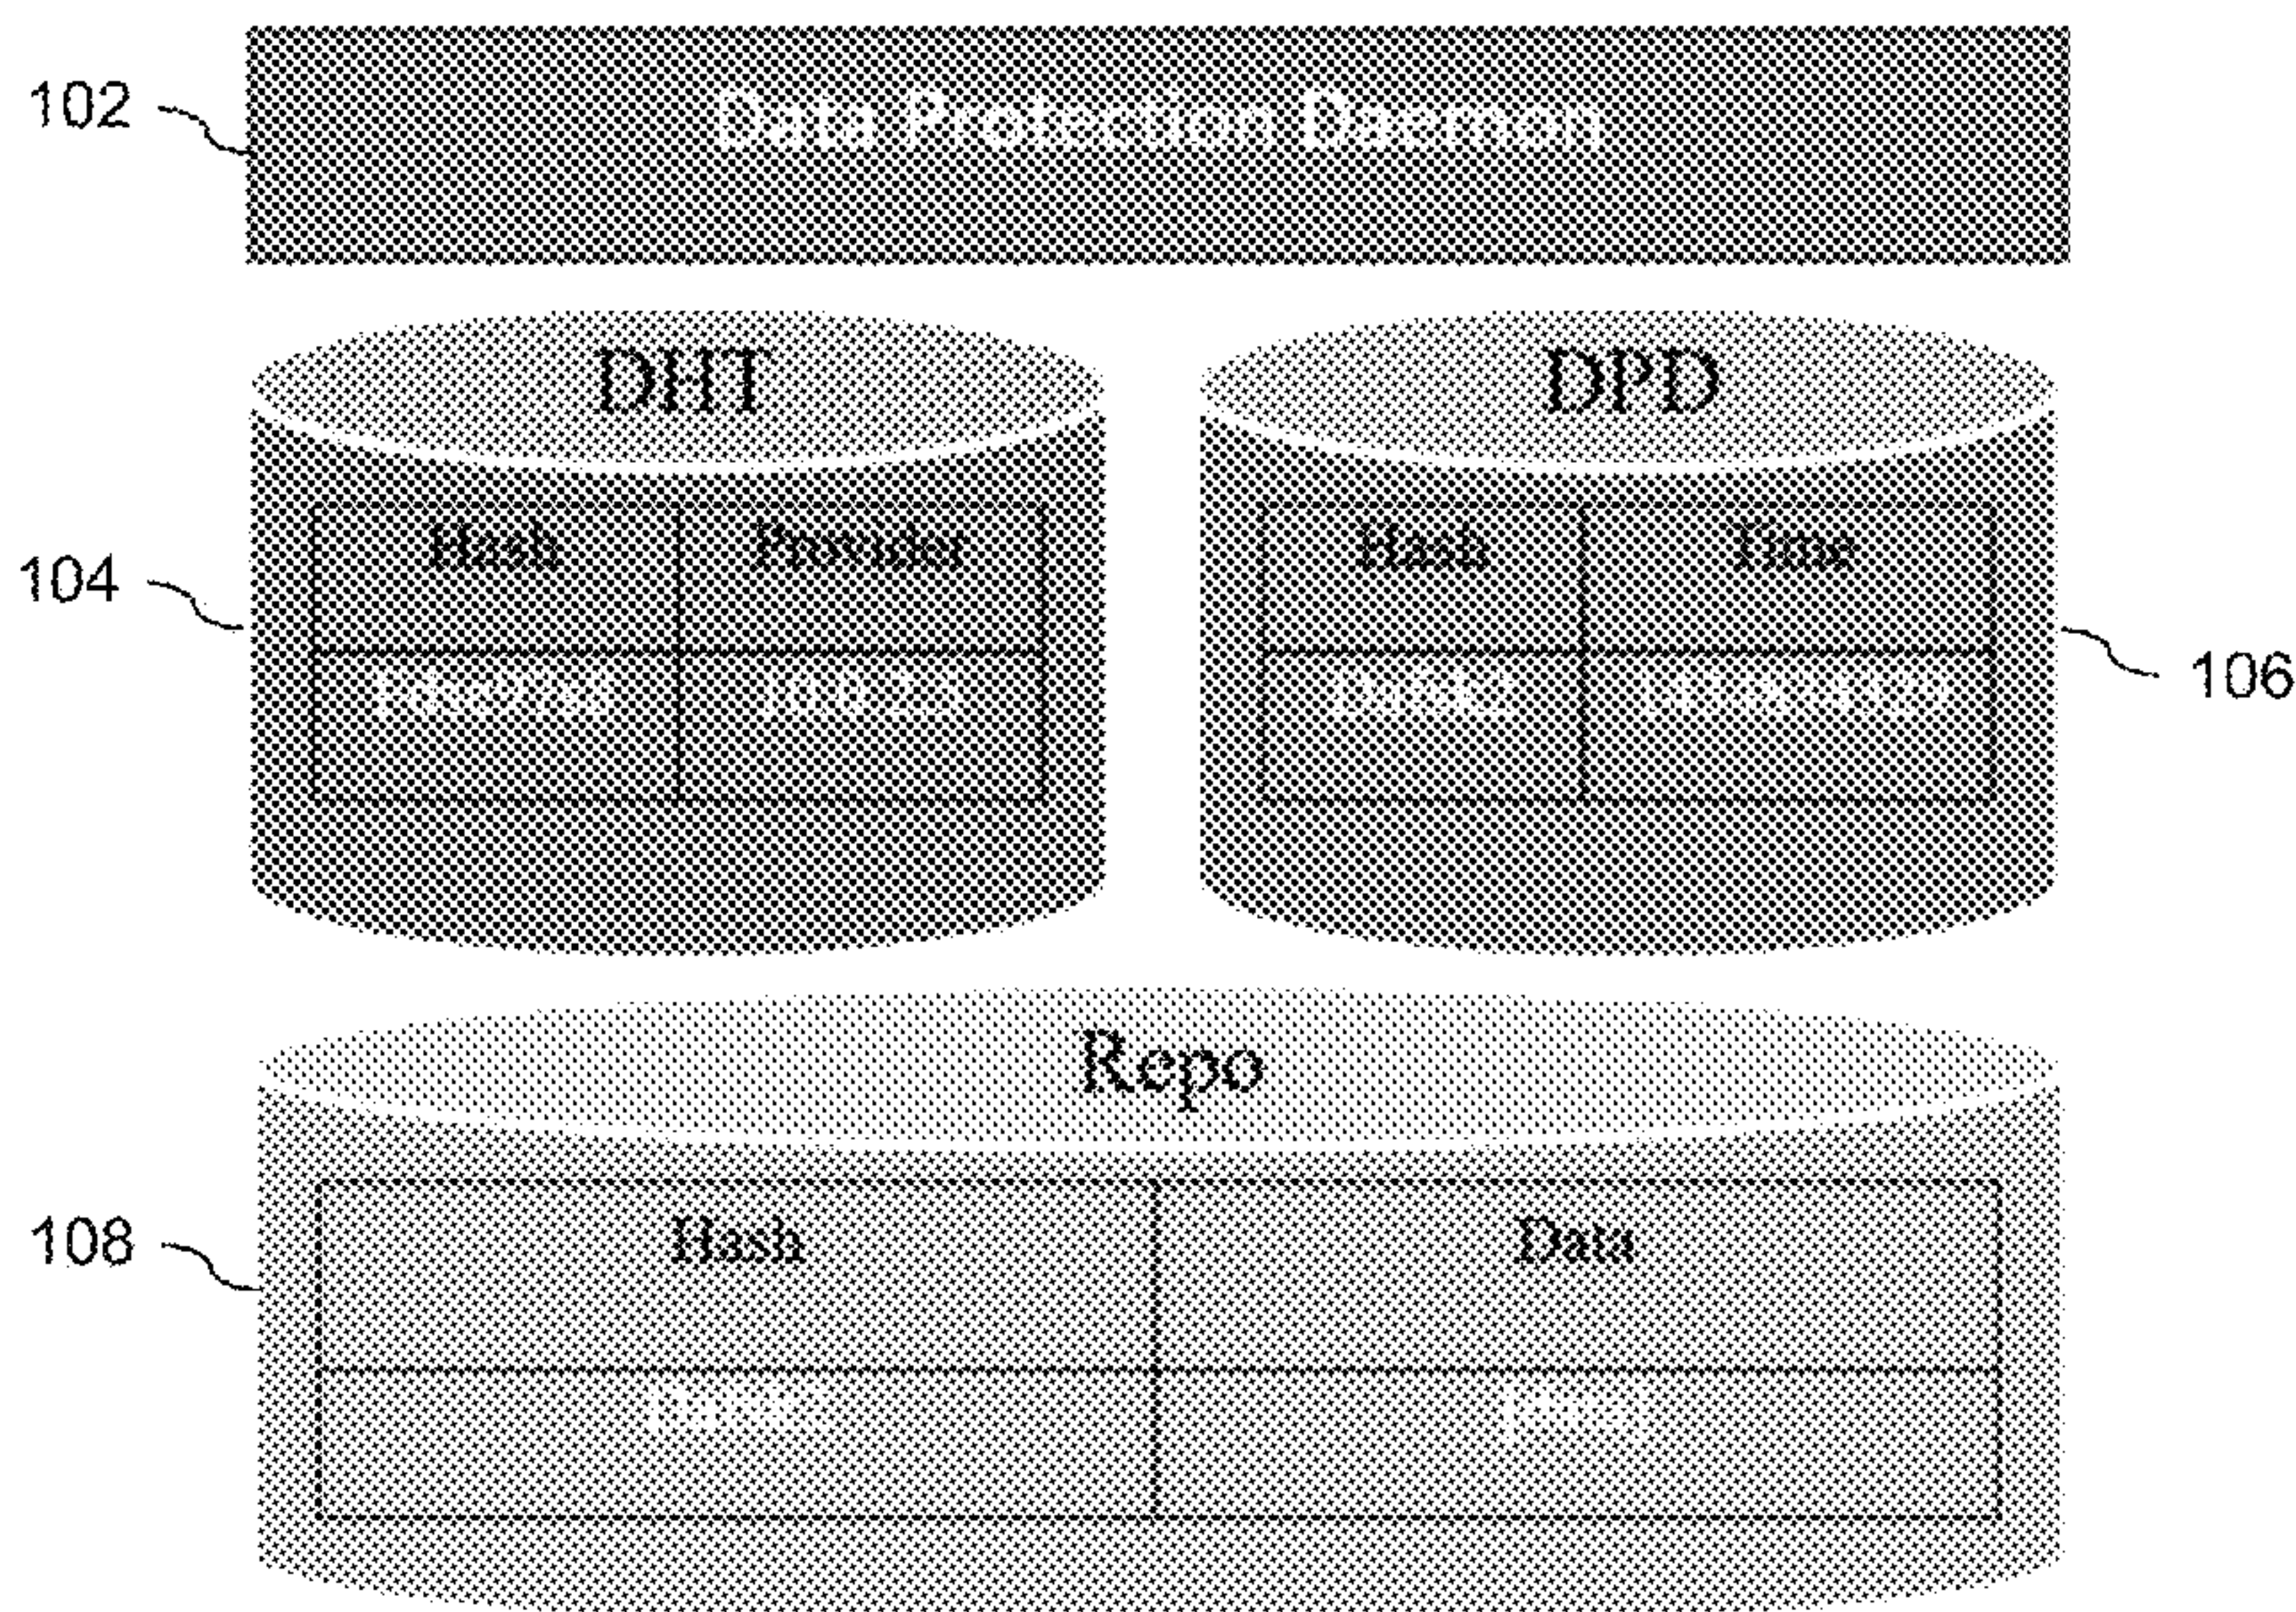 102
Data Protection Daemon
DHT
DPD
Hash Provider
Hash Time
104
106
Repo
Hash Data
108